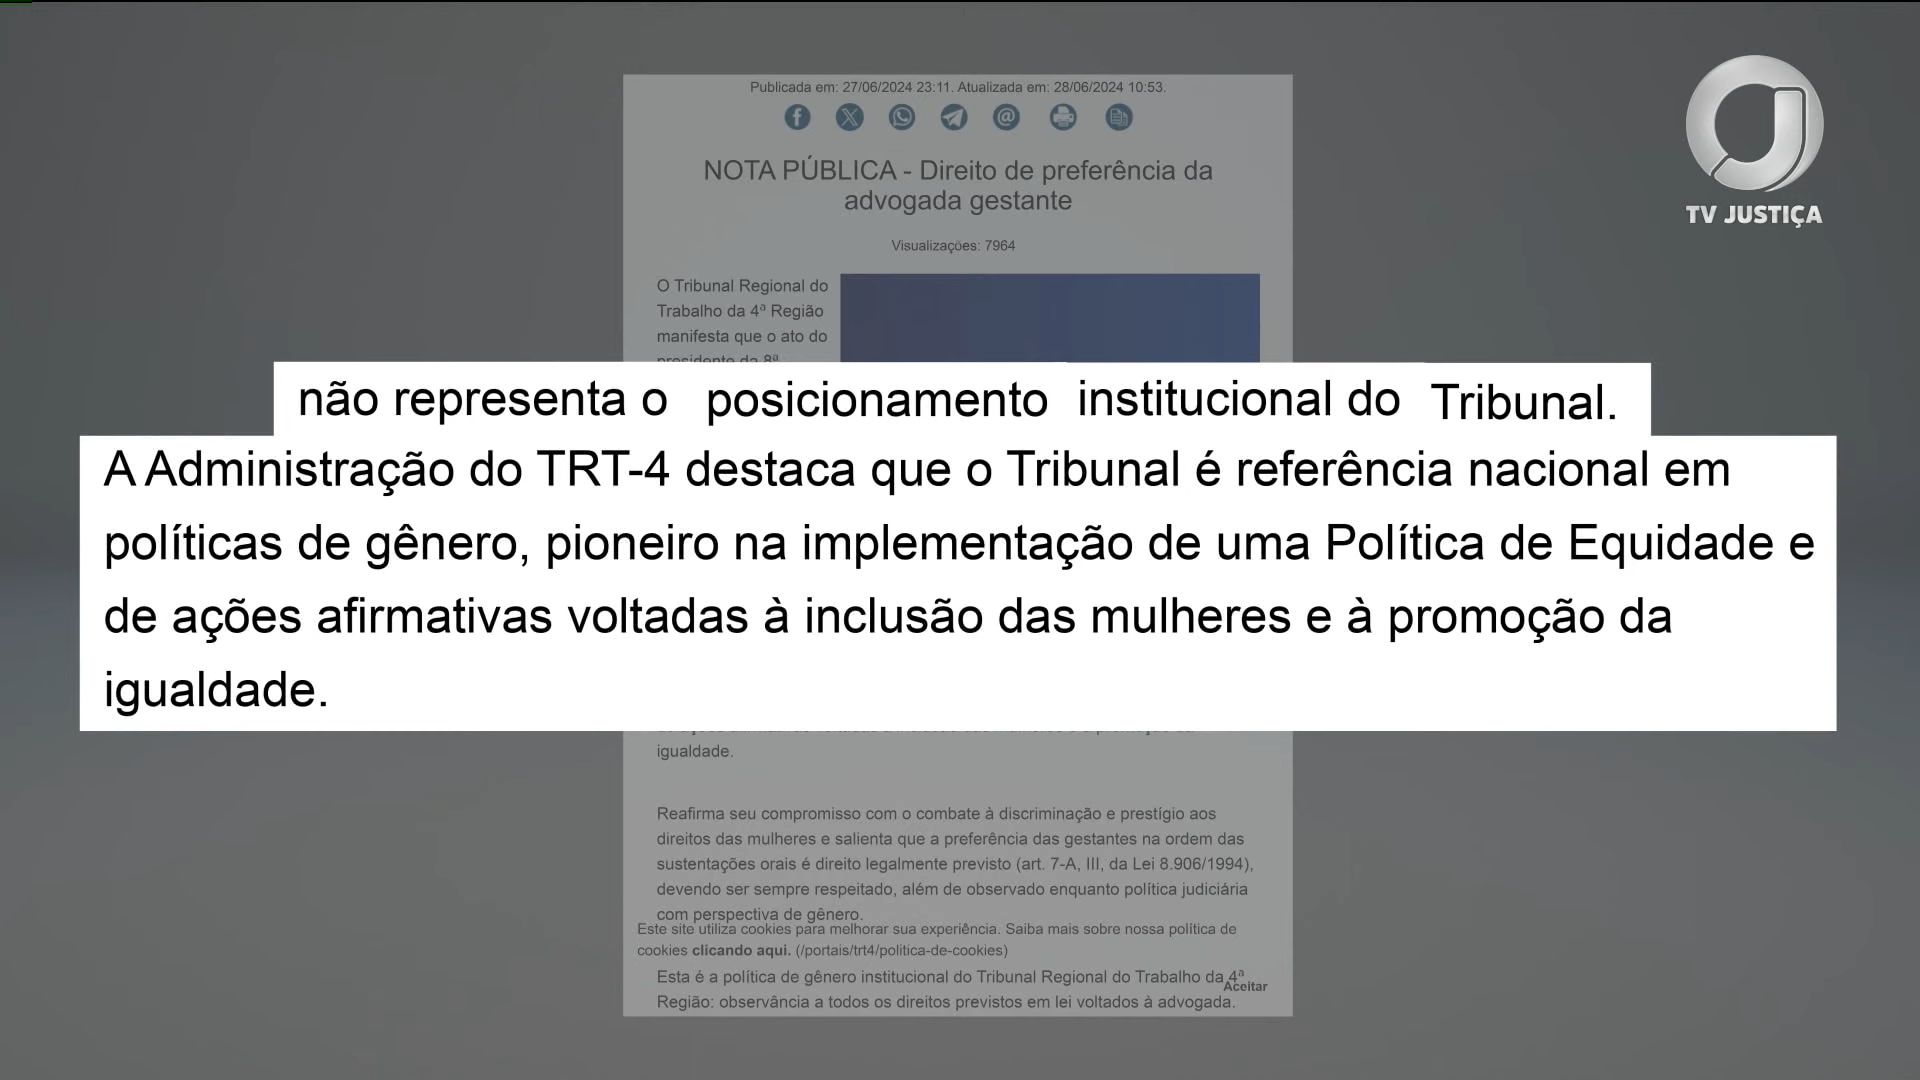 Publicada em: 27/06/2024 23:11. Atualizada em: 28/06/2024 10:53.
NOTA PÚBLICA - Direito de preferência da
advogada gestante
Visualizações: 7964
O Tribunal Regional do
Trabalho da 4ª Região
manifesta que o ato do
presidente da 8ª
não representa o posicionamento institucional do Tribunal.
A Administração do TRT-4 destaca que o Tribunal é referência nacional em
políticas de gênero, pioneiro na implementação de uma Política de Equidade e
de ações afirmativas voltadas à inclusão das mulheres e à promoção da
igualdade.
igualdade.
Reafirma seu compromisso com o combate à discriminação e prestígio aos
direitos das mulheres e salienta que a preferência das gestantes na ordem das
sustentações orais é direito legalmente previsto (art. 7-A, III, da Lei 8.906/1994),
devendo ser sempre respeitado, além de observado enquanto política judiciária
com perspectiva de gênero.
Este site utiliza cookies para melhorar sua experiência. Saiba mais sobre nossa política de
cookies clicando aqui. (/portais/trt4/politica-de-cookies)
Esta é a política de gênero institucional do Tribunal Regional do Trabalho da 4ª
Aceitar
Região: observância a todos os direitos previstos em lei voltados à advogada.
TV JUSTIÇA